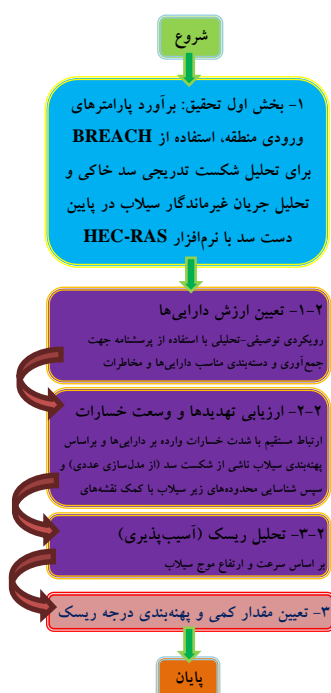 شروع
۱- بخش اول تحقیق: برآورد پارامترهای
ورودی منطقه، استفاده از BREACH
برای تحلیل شکست تدریجی سد خاکی و
تحلیل جریان غیرماندگار سیلاب در پایین
دست سد با نرم‌افزار HEC-RAS
۲-۱- تعیین ارزش دارایی‌ها
رویکردی توصیفی-تحلیلی با استفاده از پرسشنامه جهت
جمع‌آوری و دسته‌بندی مناسب دارایی‌ها و مخاطرات
۲-۲- ارزیابی تهدیدها و وسعت خسارات
ارتباط مستقیم با شدت خسارات وارده بر دارایی‌ها و براساس
پهنه‌بندی سیلاب ناشی از شکست سد (از مدل‌سازی عددی) و
سپس شناسایی محدوده‌های زیر سیلاب با کمک نقشه‌های
۲-۳- تحلیل ریسک (آسیب‌پذیری)
بر اساس سرعت و ارتفاع موج سیلاب
۳- تعیین مقدار کمی و پهنه‌بندی درجه ریسک
پایان